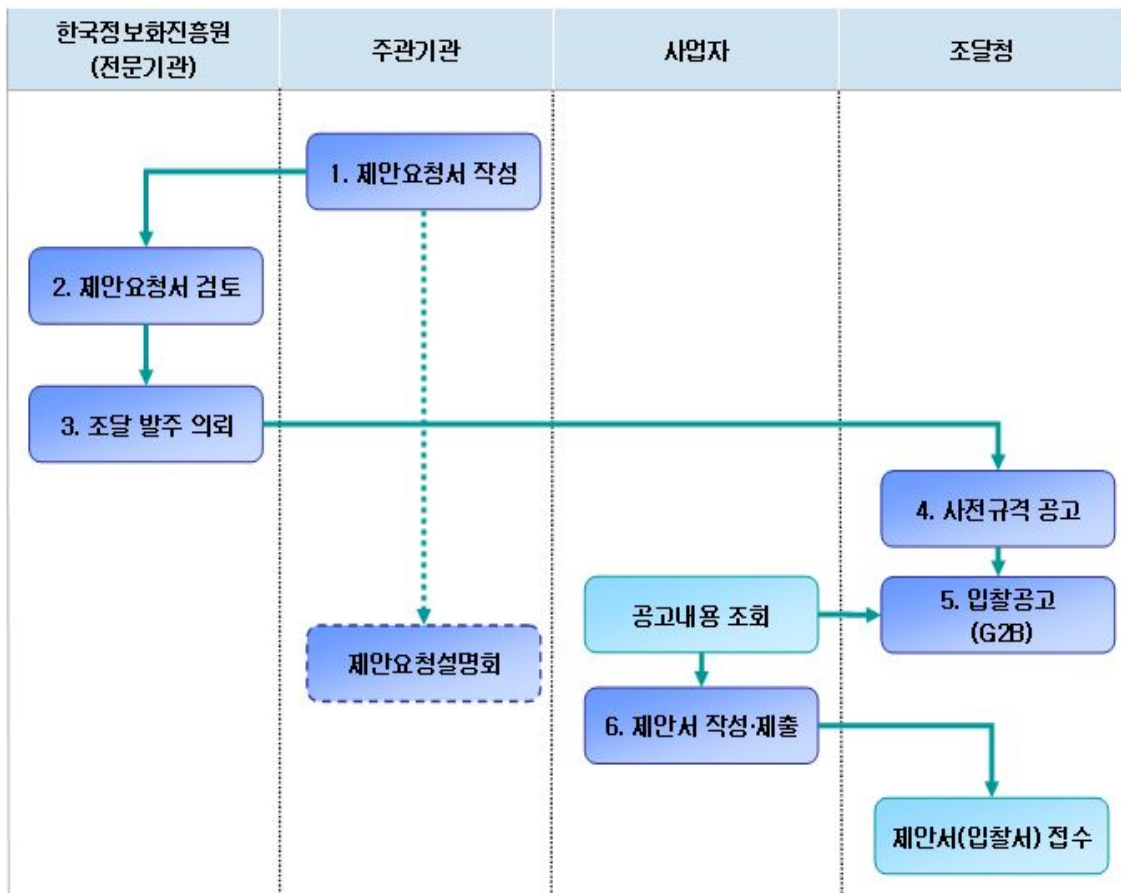 한국정보화진흥원
(전문기관)
주관기관
사업자
조달청
1. 제안요청서 작성
2. 제안요청서 검토
3. 조달 발주 의뢰
4. 사전규격 공고
공고내용 조회
5. 입찰공고
(G2B)
제안요청설명회
6. 제안서 작성·제출
제안서(입찰서) 접수